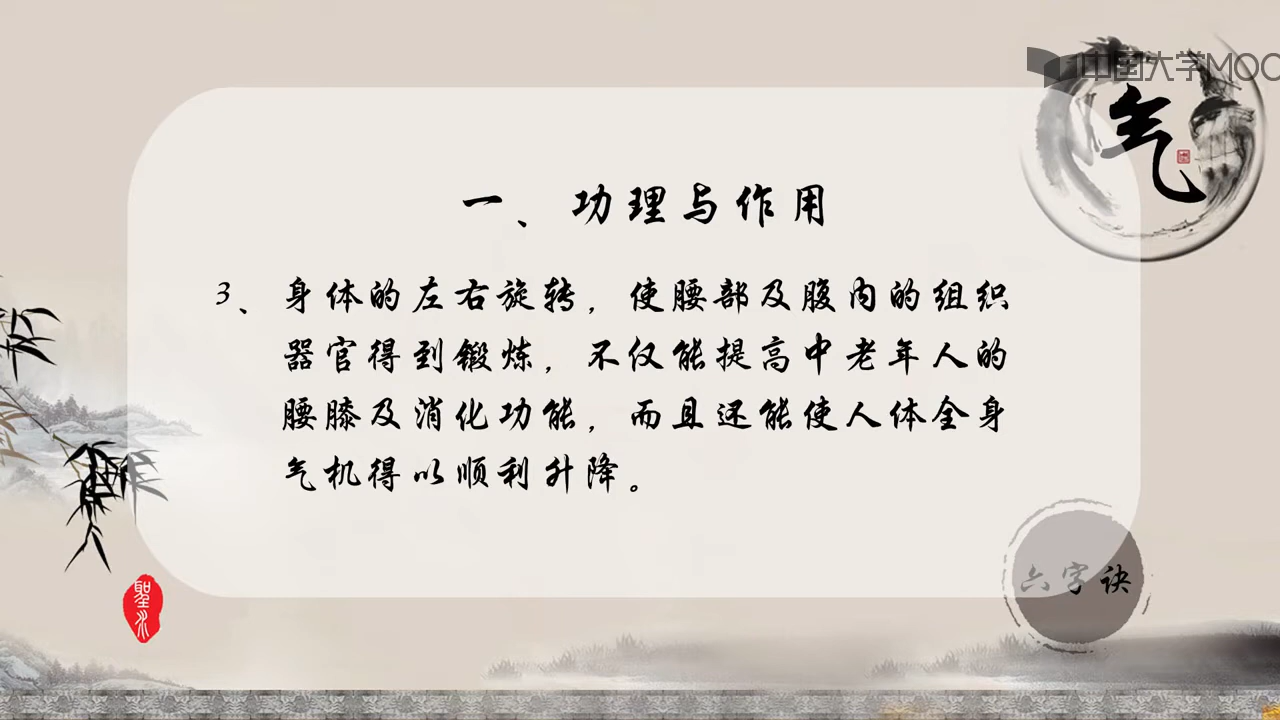 中国大学MOOC
气
一、功理与作用
3、身体的左右旋转，使腰部及腹内的组织
器官得到锻炼，不仅能提高中老年人的
腰膝及消化功能，而且还能使人体全身
气机得以顺利升降。
六字诀
聖水